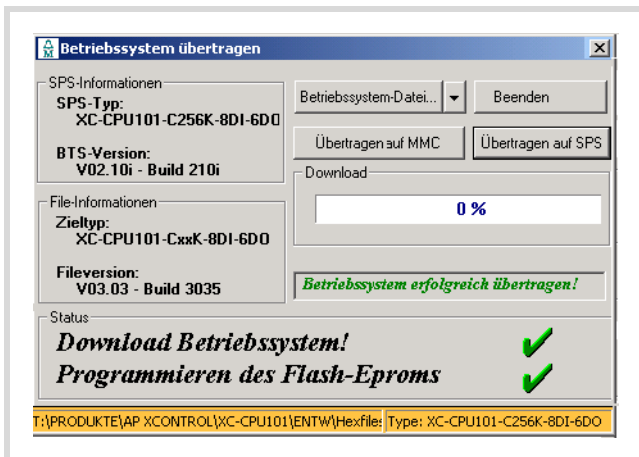 Betriebssystem übertragen
SPS-Informationen
SPS-Typ:
XC-CPU101-C256K-8DI-6DO
BTS-Version:
V02.10i - Build 210i
File-Informationen
Zieltyp:
XC-CPU101-CxxK-8DI-6DO
Fileversion:
V03.03 - Build 3035
Betriebssystem-Datei...
Beenden
Übertragen auf MMC
Übertragen auf SPS
Download
0 %
Betriebssystem erfolgreich übertragen!
Status
Download Betriebssystem!
Programmieren des Flash-Eproms
T:\PRODUKTE\AP XCONTROL\XC-CPU101\ENTW\Hexfiles
Type: XC-CPU101-C256K-8DI-6DO